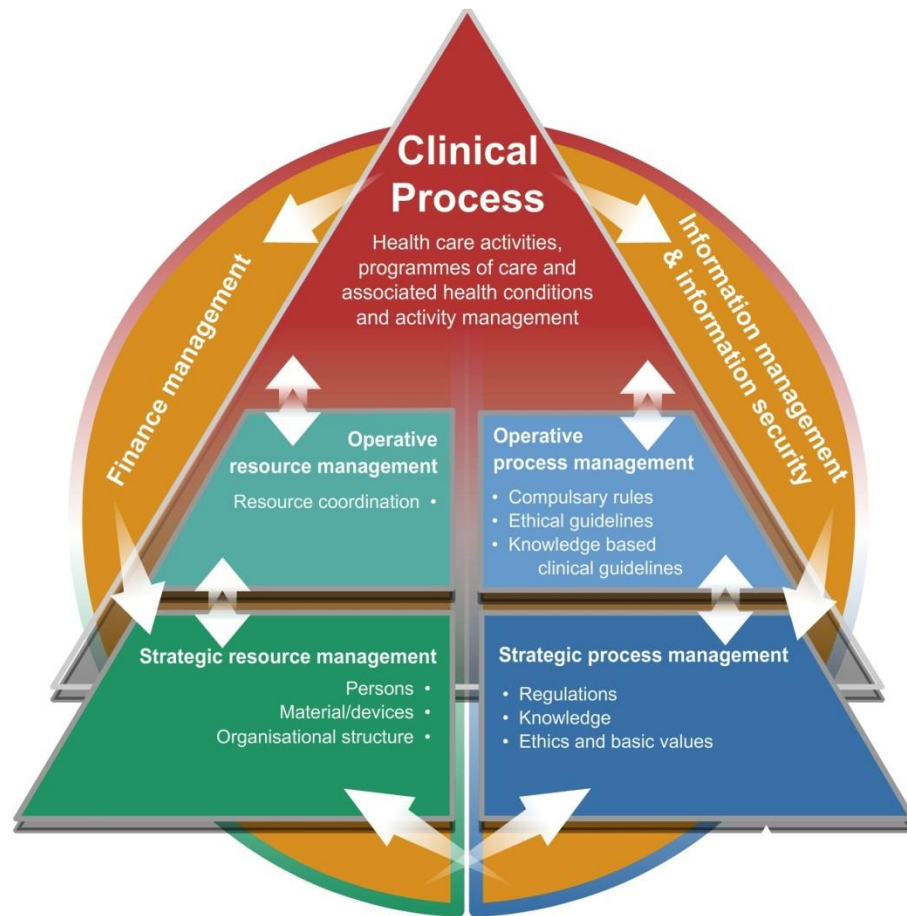 Clinical
Process
Health care activities,
programmes of care and
associated health conditions
and activity management
Finance management
Information management
& information security
Operative
resource management
Resource coordination •
Operative
process management
• Compulsary rules
• Ethical guidelines
• Knowledge based
clinical guidelines
Strategic resource management
Persons •
Material/devices •
Organisational structure •
Strategic process management
• Regulations
• Knowledge
• Ethics and basic values